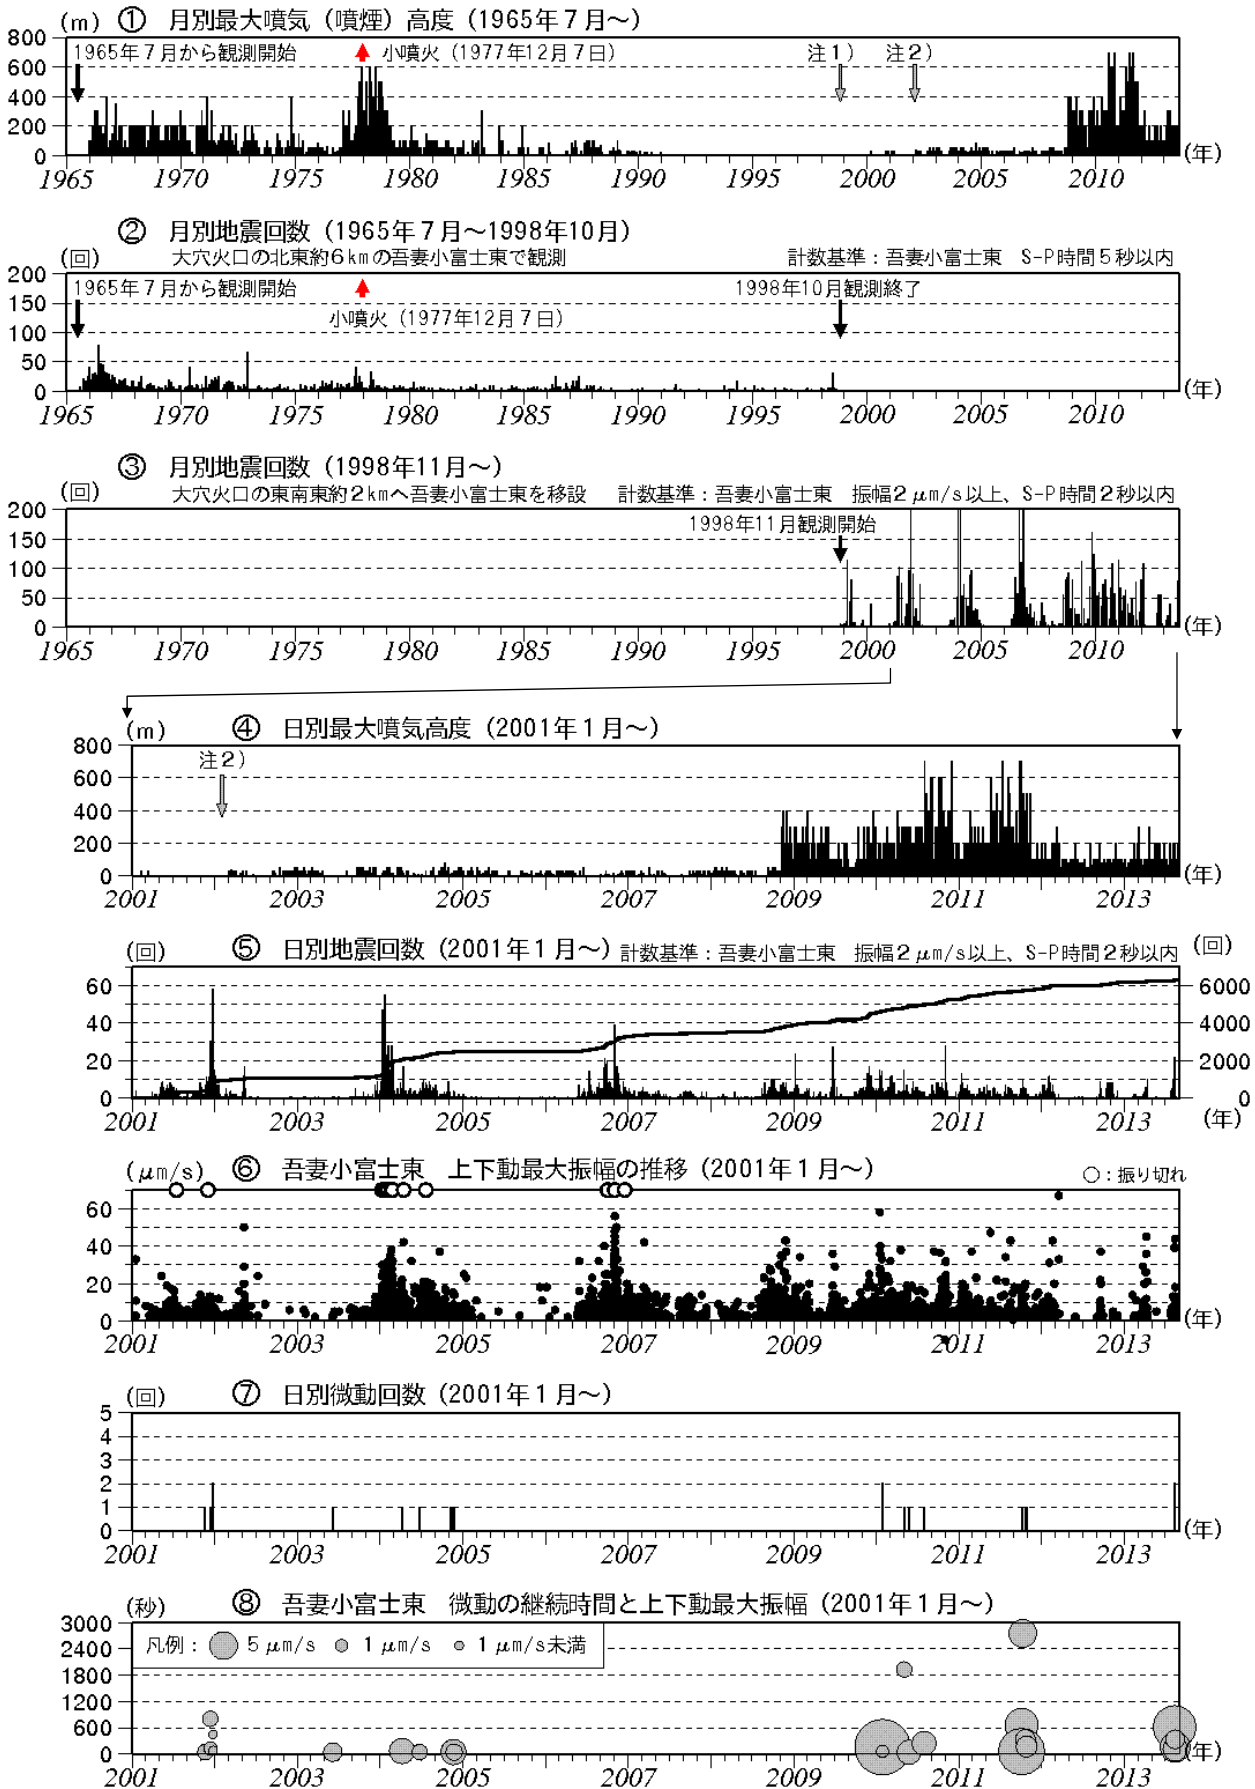 (m) ① 月別最大噴気（噴煙）高度（1965年７月～）
800
600
400
200
0
1965年７月から観測開始
小噴火（1977年12月７日）
注１）
注２）
1965 1970 1975 1980 1985 1990 1995 2000 2005 2010 (年)
② 月別地震回数（1965年７月～1998年10月）
(回) 大穴火口の北東約６kmの吾妻小富士東で観測 計数基準：吾妻小富士東 S-P時間５秒以内
200
150
100
50
0
1965年７月から観測開始
小噴火（1977年12月７日）
1998年10月観測終了
1965 1970 1975 1980 1985 1990 1995 2000 2005 2010 (年)
③ 月別地震回数（1998年11月～）
(回) 大穴火口の東南東約２kmへ吾妻小富士東を移設 計数基準：吾妻小富士東 振幅２μm/s以上、S-P時間２秒以内
200
150
100
50
0
1998年11月観測開始
1965 1970 1975 1980 1985 1990 1995 2000 2005 2010 (年)
(m) ④ 日別最大噴気高度（2001年１月～）
800
600
400
200
0
注２）
2001 2003 2005 2007 2009 2011 2013 (年)
(回) ⑤ 日別地震回数（2001年１月～） 計数基準：吾妻小富士東 振幅２μm/s以上、S-P時間２秒以内 (回)
60 6000
40 4000
20 2000
0 0
2001 2003 2005 2007 2009 2011 2013 (年)
(μm/s) ⑥ 吾妻小富士東 上下動最大振幅の推移（2001年１月～） ○：振り切れ
60
40
20
0
2001 2003 2005 2007 2009 2011 2013 (年)
(回) ⑦ 日別微動回数（2001年１月～）
5
4
3
2
1
0
2001 2003 2005 2007 2009 2011 2013 (年)
(秒) ⑧ 吾妻小富士東 微動の継続時間と上下動最大振幅（2001年１月～）
3000
2400
1800
1200
600
0
凡例： 5 μm/s 1 μm/s 1 μm/s未満
2001 2003 2005 2007 2009 2011 2013 (年)